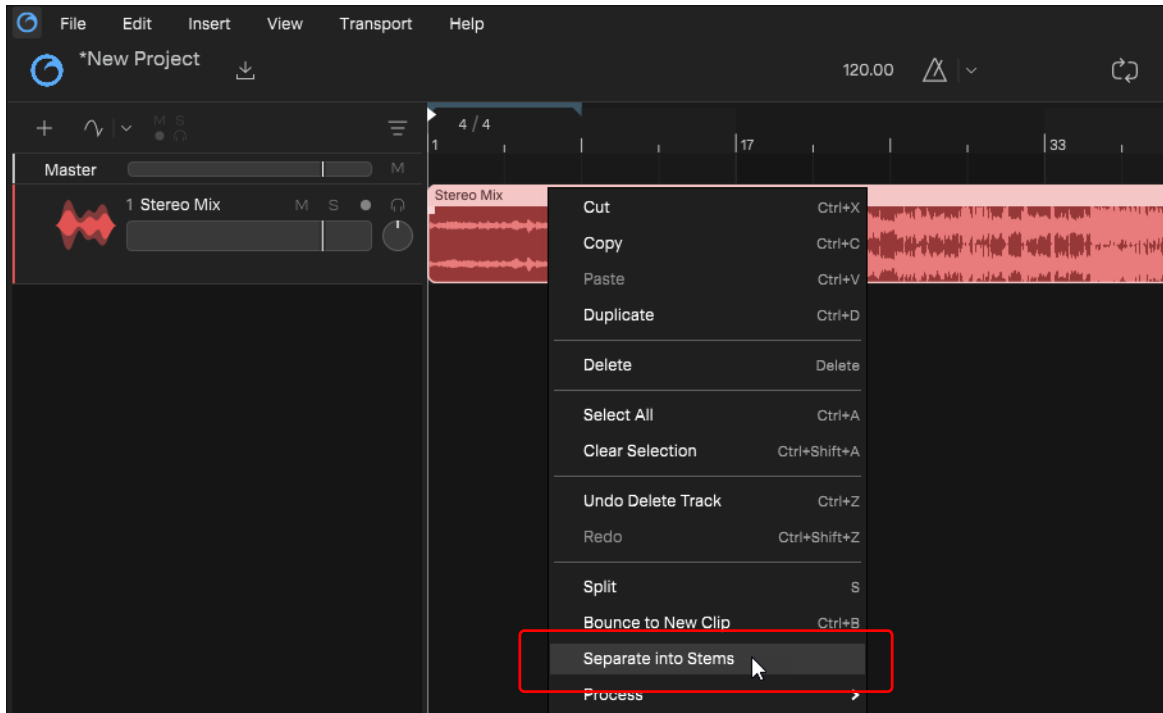 File Edit Insert View Transport Help
*New Project
120.00
M S
4 / 4
1 17 33
Master M
1 Stereo Mix M S
Stereo Mix
Cut Ctrl+X
Copy Ctrl+C
Paste Ctrl+V
Duplicate Ctrl+D
Delete Delete
Select All Ctrl+A
Clear Selection Ctrl+Shift+A
Undo Delete Track Ctrl+Z
Redo Ctrl+Shift+Z
Split S
Bounce to New Clip Ctrl+B
Separate into Stems
Process